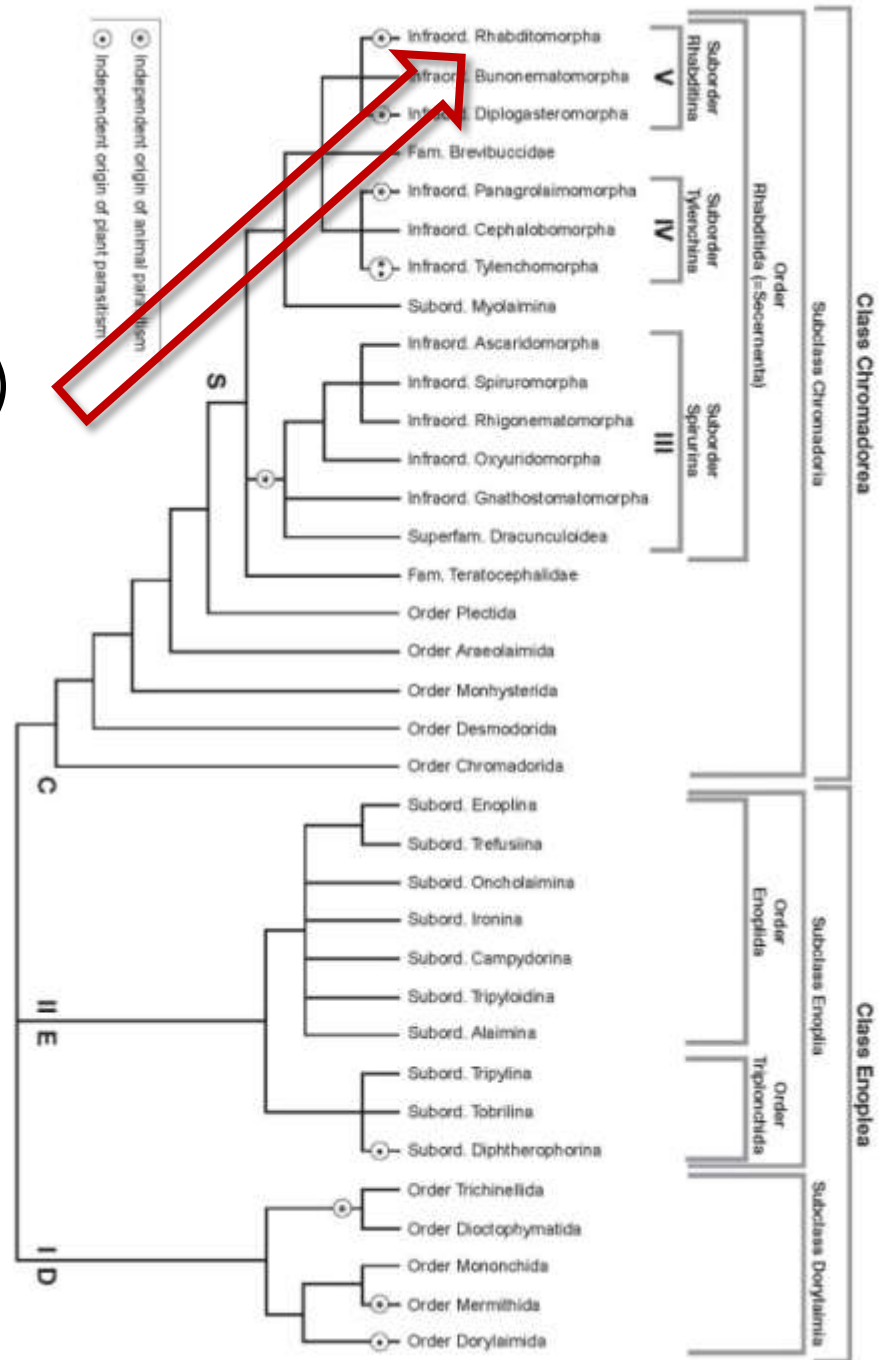 Infraord. Rhabditomorpha
Infraord. Bunonematomorpha
Infraord. Diplogasteromorpha
Fam. Brevibuccidae
Infraord. Panagrolaimomorpha
Infraord. Cephalobomorpha
Infraord. Tylenchomorpha
Subord. Myolaimina
Infraord. Ascaridomorpha
Infraord. Spiruromorpha
Infraord. Rhigonematomorpha
Infraord. Oxyuridomorpha
Infraord. Gnathostomatomorpha
Superfam. Dracunculoidea
Fam. Teratocephalidae
Order Plectida
Order Araeolaimida
Order Monhysterida
Order Desmodorida
Order Chromadorida
Subord. Enoplina
Subord. Trefusiina
Subord. Oncholaimina
Subord. Ironina
Subord. Campydorina
Subord. Tripyloidina
Subord. Alaimina
Subord. Tripylina
Subord. Tobrilina
Subord. Diphtherophorina
Order Trichinellida
Order Dioctophymatida
Order Mononchida
Order Mermithida
Order Dorylaimida
V
Suborder
Rhabditina
IV
Suborder
Tylenchina
III
Suborder
Spirurina
Order
Rhabditida (=Secernenta)
Subclass Chromadoria
Class Chromadorea
Order
Enoplida
Order
Triplonchida
Subclass Enoplia
Subclass Dorylaimia
Class Enoplea
S
C
II E
I D
Independent origin of animal parasitism
Independent origin of plant parasitism
)